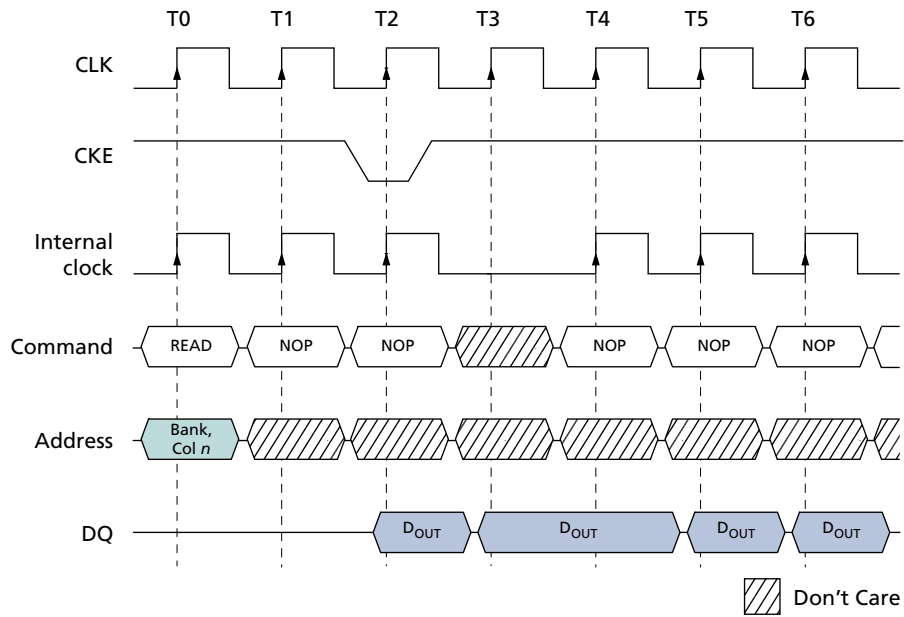 T0 T1 T2 T3 T4 T5 T6
CLK
CKE
Internal
clock
Command READ NOP NOP NOP NOP NOP
Address Bank,
Col n
DQ DOUT DOUT DOUT DOUT
Don't Care